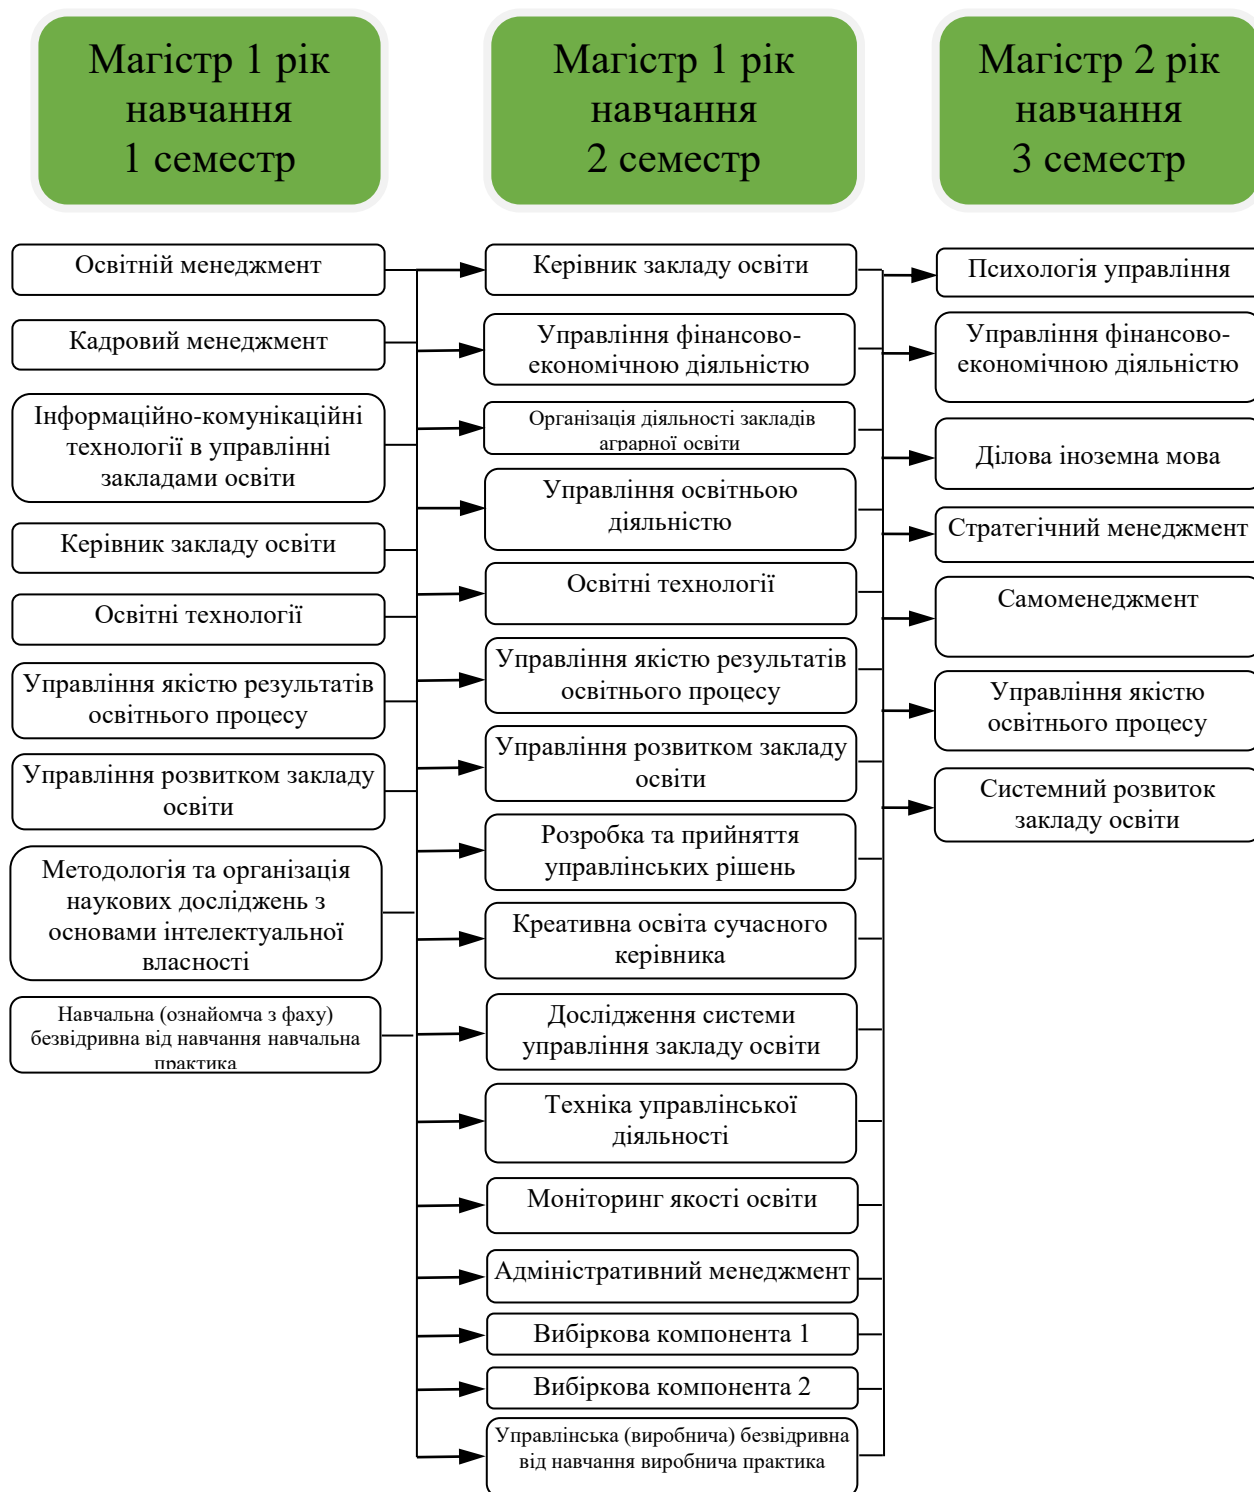 Магістр 1 рік
навчання
1 семестр
Магістр 1 рік
навчання
2 семестр
Магістр 2 рік
навчання
3 семестр
Освітній менеджмент
Кадровий менеджмент
Інформаційно-комунікаційні
технології в управлінні
закладами освіти
Керівник закладу освіти
Освітні технології
Управління якістю результатів
освітнього процесу
Управління розвитком закладу
освіти
Методологія та організація
наукових досліджень з
основами інтелектуальної
власності
Навчальна (ознайомча з фаху)
безвідривна від навчання навчальна
практика
Керівник закладу освіти
Управління фінансово-
економічною діяльністю
Організація діяльності закладів
аграрної освіти
Управління освітньою
діяльністю
Освітні технології
Управління якістю результатів
освітнього процесу
Управління розвитком закладу
освіти
Розробка та прийняття
управлінських рішень
Креативна освіта сучасного
керівника
Дослідження системи
управління закладу освіти
Техніка управлінської
діяльності
Моніторинг якості освіти
Адміністративний менеджмент
Вибіркова компонента 1
Вибіркова компонента 2
Управлінська (виробнича) безвідривна
від навчання виробнича практика
Психологія управління
Управління фінансово-
економічною діяльністю
Ділова іноземна мова
Стратегічний менеджмент
Самоменеджмент
Управління якістю
освітнього процесу
Системний розвиток
закладу освіти